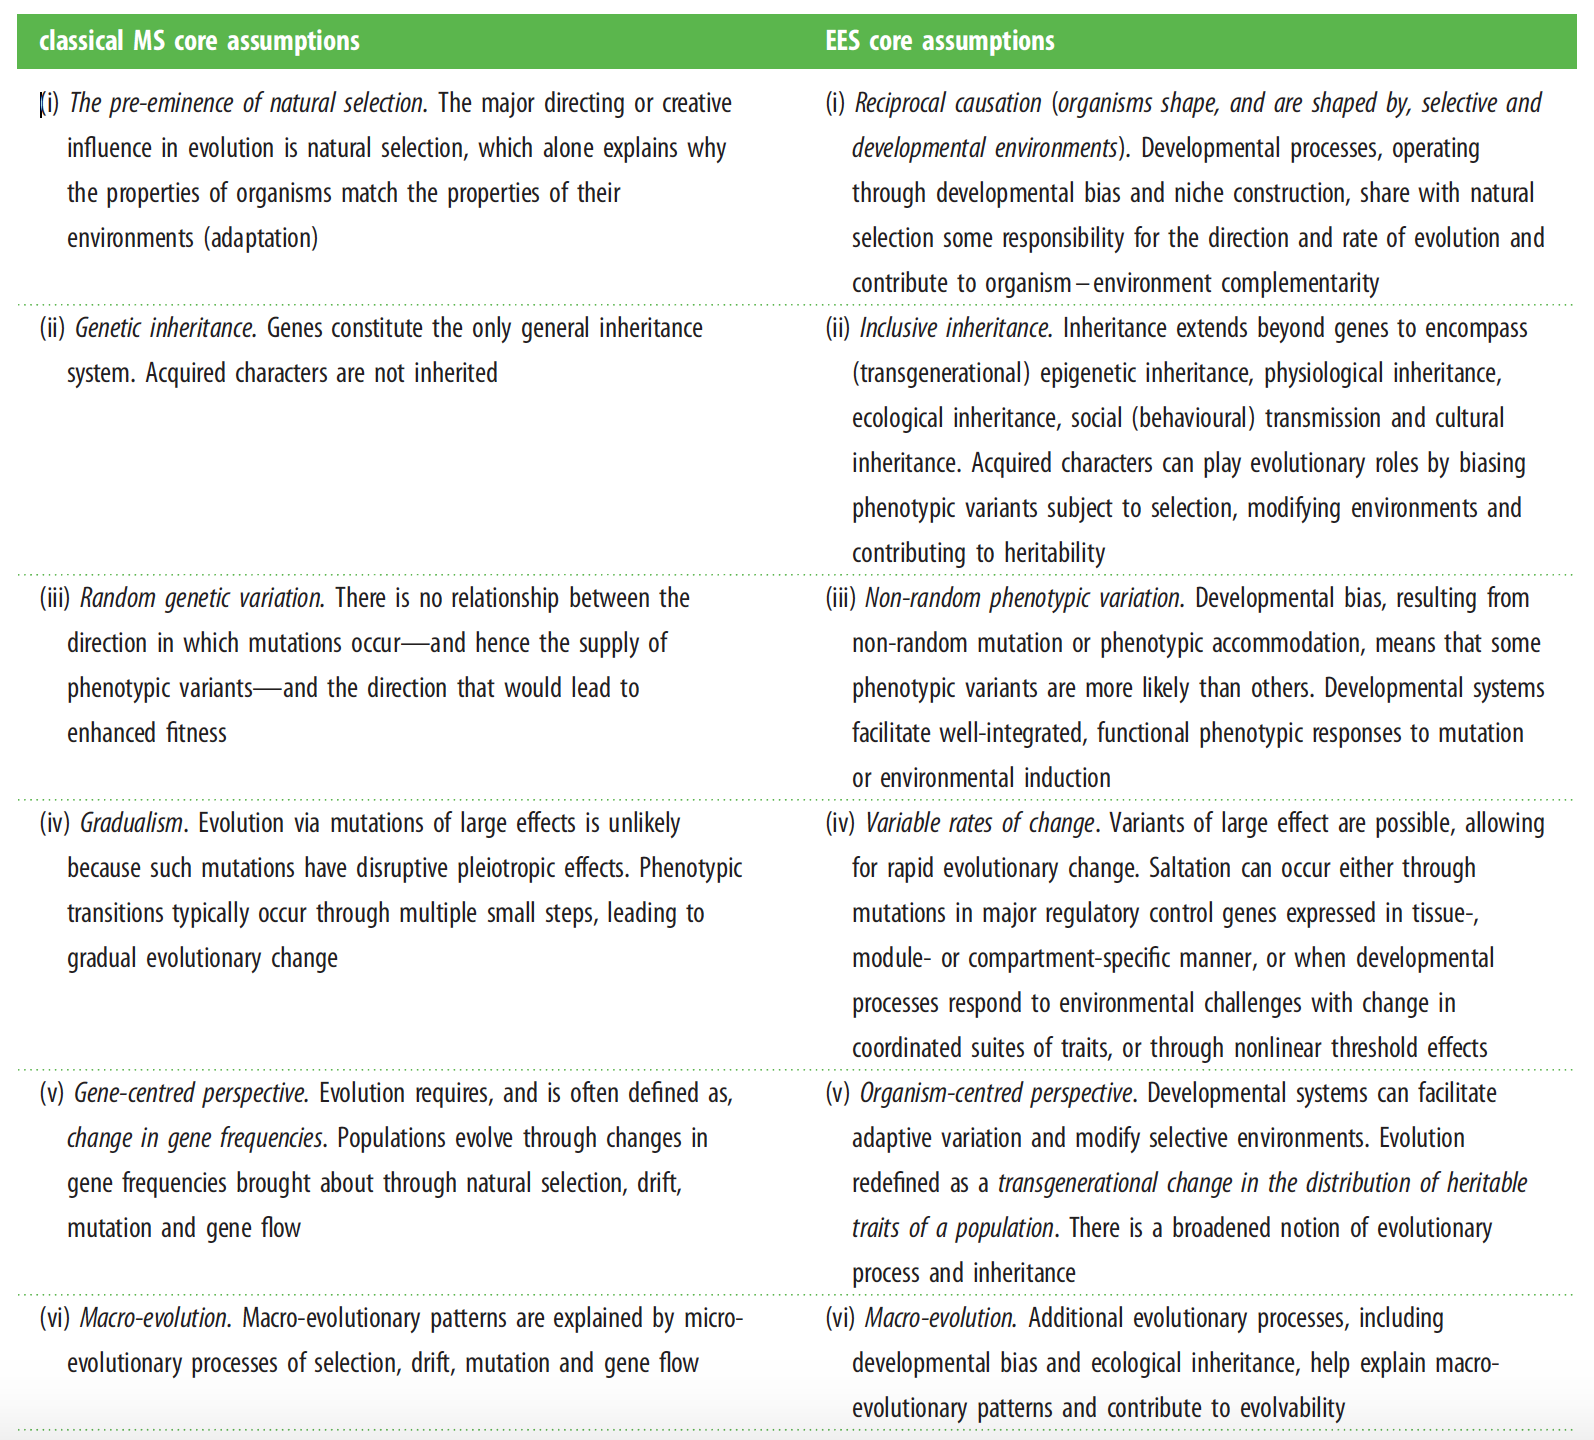 classical MS core assumptions
EES core assumptions
(i) The pre-eminence of natural selection. The major directing or creative
influence in evolution is natural selection, which alone explains why
the properties of organisms match the properties of their
environments (adaptation)
(i) Reciprocal causation (organisms shape, and are shaped by, selective and
developmental environments). Developmental processes, operating
through developmental bias and niche construction, share with natural
selection some responsibility for the direction and rate of evolution and
contribute to organism–environment complementarity
(ii) Genetic inheritance. Genes constitute the only general inheritance
system. Acquired characters are not inherited
(ii) Inclusive inheritance. Inheritance extends beyond genes to encompass
(transgenerational) epigenetic inheritance, physiological inheritance,
ecological inheritance, social (behavioural) transmission and cultural
inheritance. Acquired characters can play evolutionary roles by biasing
phenotypic variants subject to selection, modifying environments and
contributing to heritability
(iii) Random genetic variation. There is no relationship between the
direction in which mutations occur—and hence the supply of
phenotypic variants—and the direction that would lead to
enhanced fitness
(iii) Non-random phenotypic variation. Developmental bias, resulting from
non-random mutation or phenotypic accommodation, means that some
phenotypic variants are more likely than others. Developmental systems
facilitate well-integrated, functional phenotypic responses to mutation
or environmental induction
(iv) Gradualism. Evolution via mutations of large effects is unlikely
because such mutations have disruptive pleiotropic effects. Phenotypic
transitions typically occur through multiple small steps, leading to
gradual evolutionary change
(iv) Variable rates of change. Variants of large effect are possible, allowing
for rapid evolutionary change. Saltation can occur either through
mutations in major regulatory control genes expressed in tissue-,
module- or compartment-specific manner, or when developmental
processes respond to environmental challenges with change in
coordinated suites of traits, or through nonlinear threshold effects
(v) Gene-centred perspective. Evolution requires, and is often defined as,
change in gene frequencies. Populations evolve through changes in
gene frequencies brought about through natural selection, drift,
mutation and gene flow
(v) Organism-centred perspective. Developmental systems can facilitate
adaptive variation and modify selective environments. Evolution
redefined as a transgenerational change in the distribution of heritable
traits of a population. There is a broadened notion of evolutionary
process and inheritance
(vi) Macro-evolution. Macro-evolutionary patterns are explained by micro-
evolutionary processes of selection, drift, mutation and gene flow
(vi) Macro-evolution. Additional evolutionary processes, including
developmental bias and ecological inheritance, help explain macro-
evolutionary patterns and contribute to evolvability